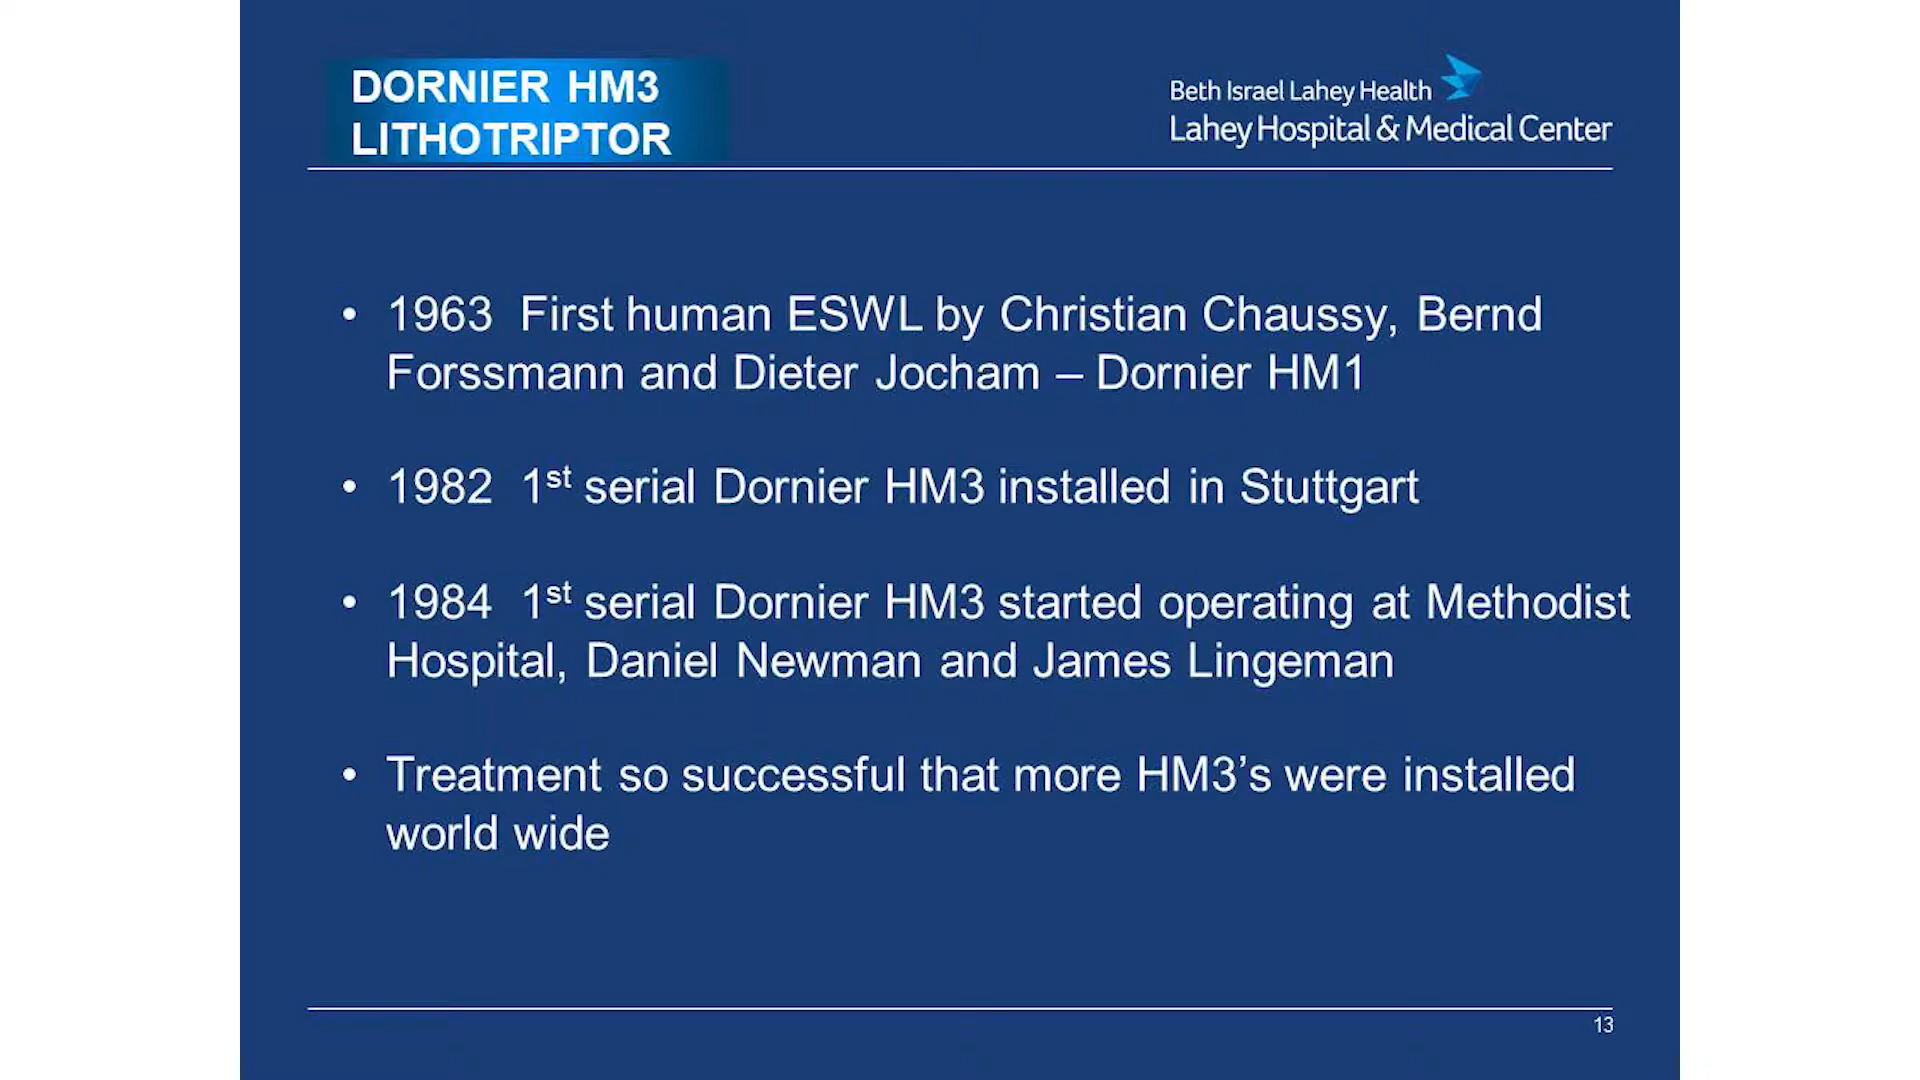 DORNIER HM3
LITHOTRIPTOR
Beth Israel Lahey Health
Lahey Hospital & Medical Center
• 1963 First human ESWL by Christian Chaussy, Bernd
Forssmann and Dieter Jocham – Dornier HM1
• 1982 1st serial Dornier HM3 installed in Stuttgart
• 1984 1st serial Dornier HM3 started operating at Methodist
Hospital, Daniel Newman and James Lingeman
• Treatment so successful that more HM3’s were installed
world wide
13